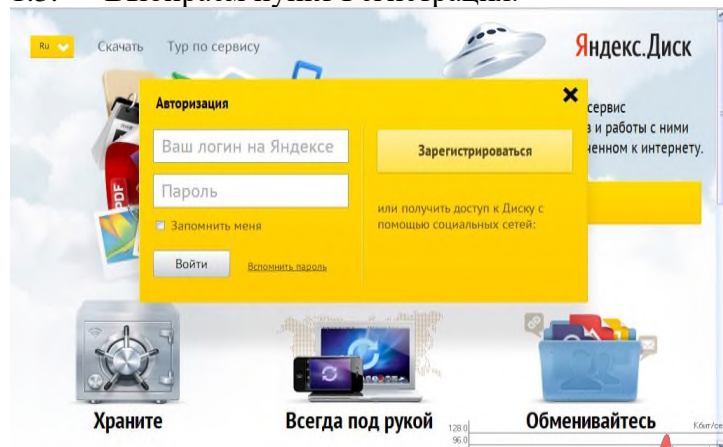 Ru Скачать Тур по сервису
Яндекс.Диск
Авторизация
сервис
и работы с ними
ченном к интернету.
Ваш логин на Яндексе
Зарегистрироваться
Пароль
PDF
или получить доступ к Диску с
помощью социальных сетей:
Запомнить меня
Войти Вспомнить пароль
Храните
Всегда под рукой
Обменивайтесь
128.0
96.0